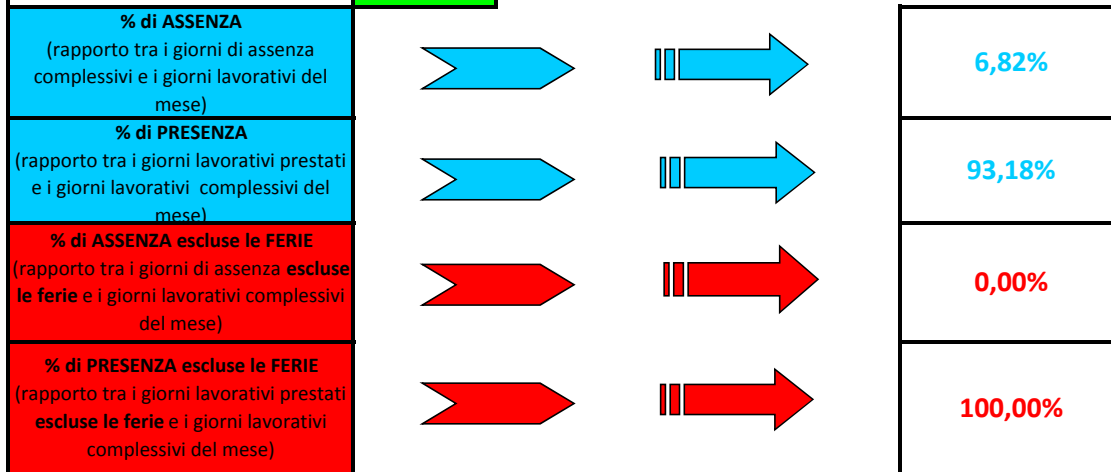 % di ASSENZA
(rapporto tra i giorni di assenza
complessivi e i giorni lavorativi del
mese)
6,82%
% di PRESENZA
(rapporto tra i giorni lavorativi prestati
e i giorni lavorativi complessivi del
mese)
93,18%
% di ASSENZA escluse le FERIE
(rapporto tra i giorni di assenza escluse
le ferie e i giorni lavorativi complessivi
del mese)
0,00%
% di PRESENZA escluse le FERIE
(rapporto tra i giorni lavorativi prestati
escluse le ferie e i giorni lavorativi
complessivi del mese)
100,00%